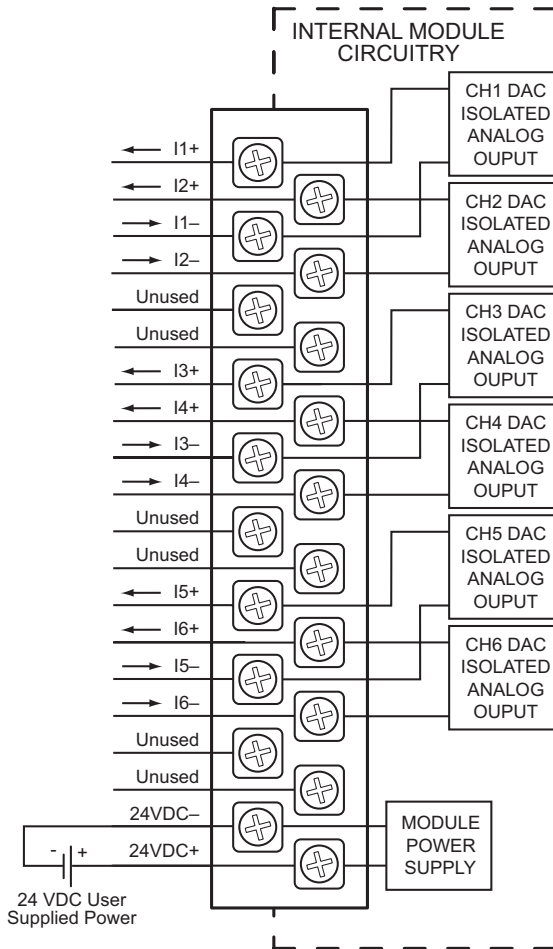 INTERNAL MODULE
CIRCUITRY
CH1 DAC
ISOLATED
ANALOG
OUPUT
CH2 DAC
ISOLATED
ANALOG
OUPUT
CH3 DAC
ISOLATED
ANALOG
OUPUT
CH4 DAC
ISOLATED
ANALOG
OUPUT
CH5 DAC
ISOLATED
ANALOG
OUPUT
CH6 DAC
ISOLATED
ANALOG
OUPUT
I1+
I2+
I1–
I2–
Unused
Unused
I3+
I4+
I3–
I4–
Unused
Unused
I5+
I6+
I5–
I6–
Unused
Unused
24VDC–
24VDC+
- +
24 VDC User
Supplied Power
MODULE
POWER
SUPPLY